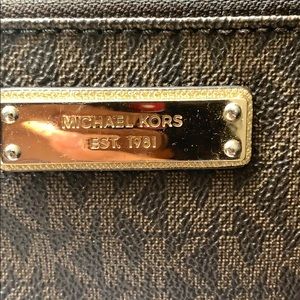 MICHAEL KORS
EST. 1981